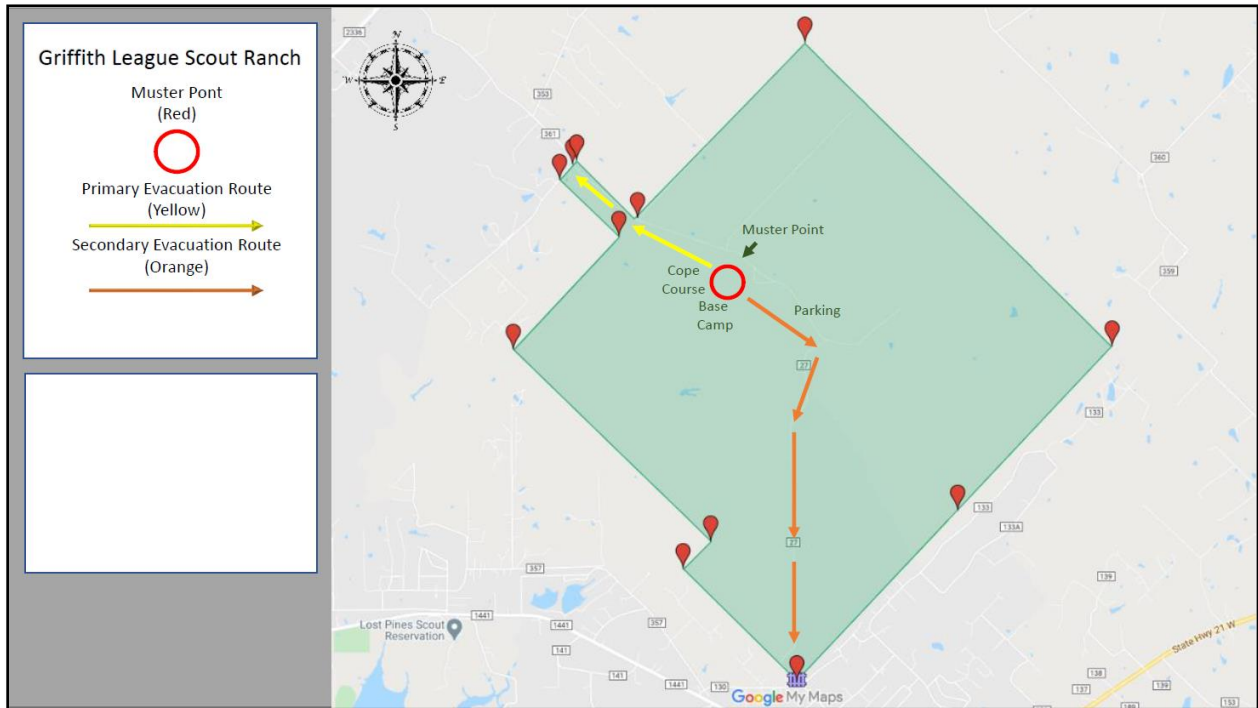 Griffith League Scout Ranch
Muster Pont
(Red)
Primary Evacuation Route
(Yellow)
Secondary Evacuation Route
(Orange)
2336
N
W
E
S
353
361
360
Muster Point
Cope
Course
Base
Camp
Parking
359
27
133
133
133A
27
357
139
Lost Pines Scout
Reservation
1441
1441
357
141
141
1441
130
State Hwy 21 W
138
137
139
189
153
Google My Maps